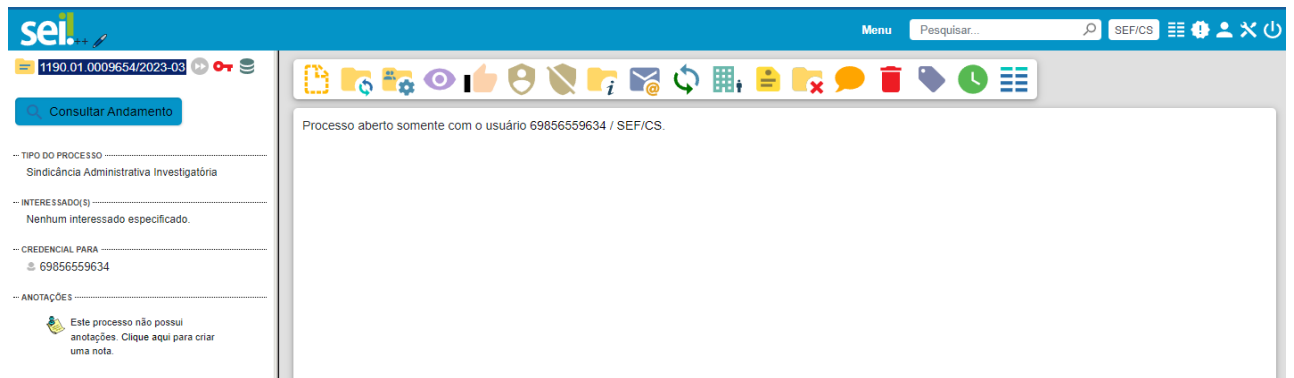 sei!
++
Menu
Pesquisar...
SEF/CS
1190.01.0009654/2023-03
Consultar Andamento
TIPO DO PROCESSO
Sindicância Administrativa Investigatória
INTERESSADO(S)
Nenhum interessado especificado.
CREDENCIAL PARA
69856559634
ANOTAÇÕES
Este processo não possui
anotações. Clique aqui para criar
uma nota.
Processo aberto somente com o usuário 69856559634 / SEF/CS.